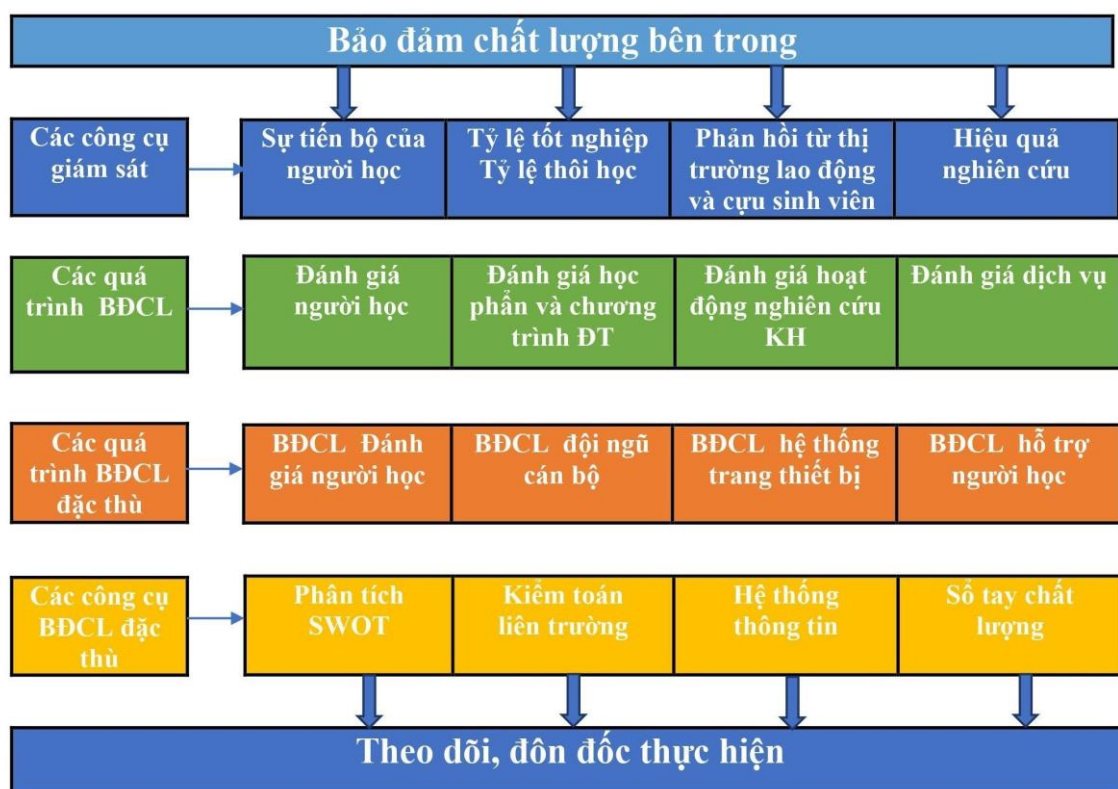 Bảo đảm chất lượng bên trong
Các công cụ
giám sát
Sự tiến bộ của
người học
Tỷ lệ tốt nghiệp
Tỷ lệ thôi học
Phản hồi từ thị
trường lao động
và cựu sinh viên
Hiệu quả
nghiên cứu
Các quá
trình BĐCL
Đánh giá
người học
Đánh giá học
phẩn và chương
trình ĐT
Đánh giá hoạt
động nghiên cứu
KH
Đánh giá dịch vụ
Các quá
trình BĐCL
đặc thù
BĐCL Đánh
giá người học
BĐCL đội ngũ
cán bộ
BĐCL hệ thống
trang thiết bị
BĐCL hỗ trợ
người học
Các công cụ
BĐCL đặc
thù
Phân tích
SWOT
Kiểm toán
liên trường
Hệ thống
thông tin
Sổ tay chất
lượng
Theo dõi, đôn đốc thực hiện